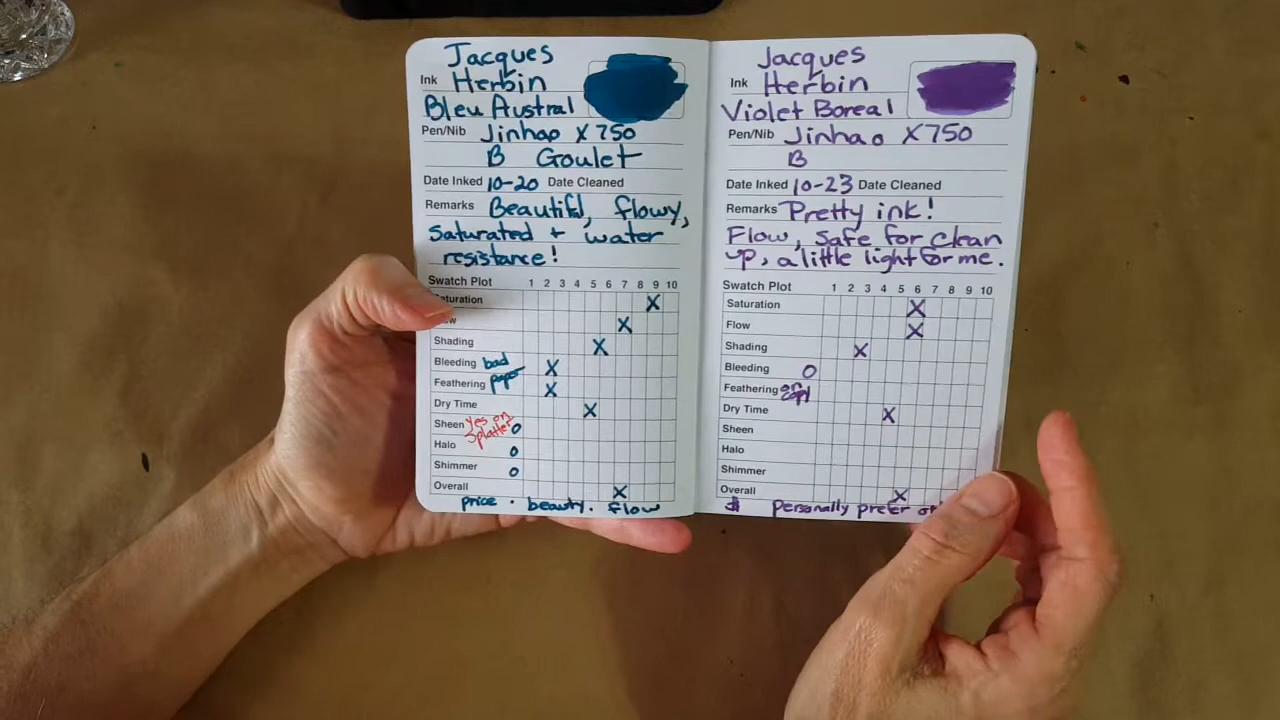 Jacques
Ink Herbin
Bleu Austral
Pen/Nib Jinhao X750
B Goulet
Date Inked 10-20 Date Cleaned
Remarks Beautiful, flowy,
saturated + water
resistance!
Swatch Plot 1 2 3 4 5 6 7 8 9 10
Saturation X
X
Shading X
Bleeding bad X
Feathering paper X
Dry Time X
Sheen yes on splatter O
Halo O
Shimmer O
Overall X
price · beauty · flow
Jacques
Ink Herbin
Violet Boreal
Pen/Nib Jinhao X750
B
Date Inked 10-23 Date Cleaned
Remarks Pretty ink!
Flow, safe for clean
up, a little light for me.
Swatch Plot 1 2 3 4 5 6 7 8 9 10
Saturation X
Flow X
Shading X
Bleeding O
Feathering on
Dry Time X
Sheen
Halo
Shimmer
Overall X
$ personally prefer